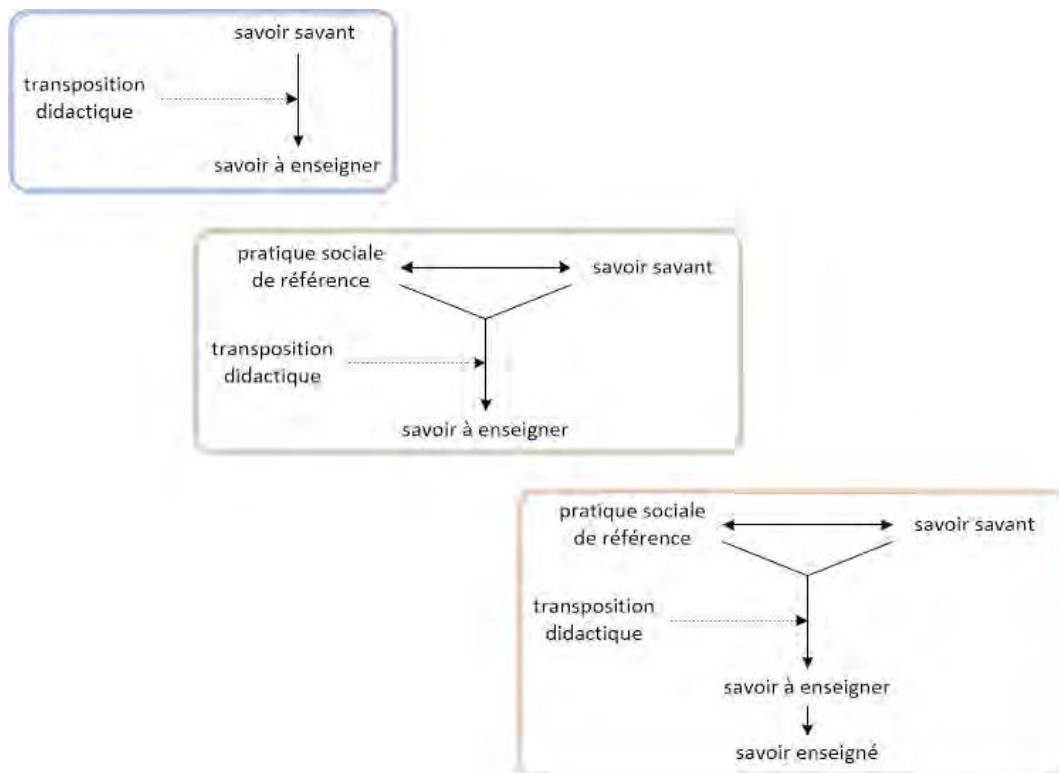 savoir savant
transposition
didactique
savoir à enseigner
pratique sociale
de référence
savoir savant
transposition
didactique
savoir à enseigner
pratique sociale
de référence
savoir savant
transposition
didactique
savoir à enseigner
savoir enseigné